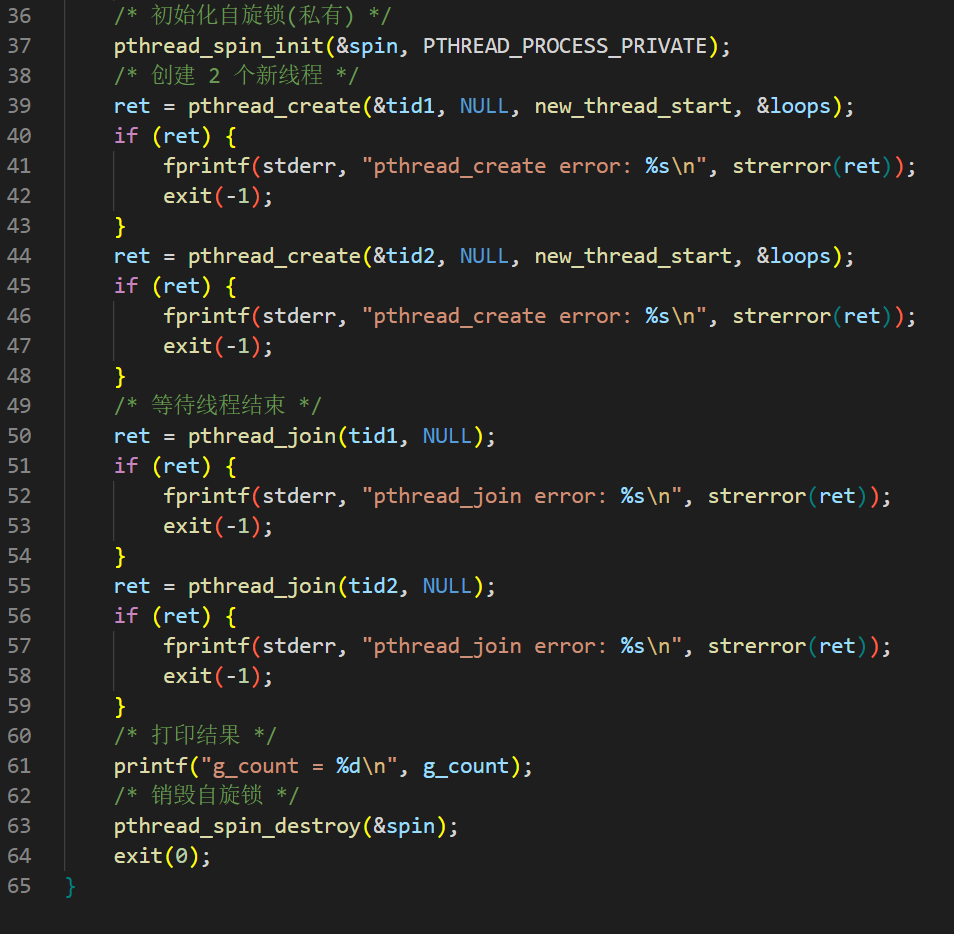 36 /* 初始化自旋锁(私有) */
37 pthread_spin_init(&spin, PTHREAD_PROCESS_PRIVATE);
38 /* 创建 2 个新线程 */
39 ret = pthread_create(&tid1, NULL, new_thread_start, &loops);
40 if (ret) {
41 fprintf(stderr, "pthread_create error: %s\n", strerror(ret));
42 exit(-1);
43 }
44 ret = pthread_create(&tid2, NULL, new_thread_start, &loops);
45 if (ret) {
46 fprintf(stderr, "pthread_create error: %s\n", strerror(ret));
47 exit(-1);
48 }
49 /* 等待线程结束 */
50 ret = pthread_join(tid1, NULL);
51 if (ret) {
52 fprintf(stderr, "pthread_join error: %s\n", strerror(ret));
53 exit(-1);
54 }
55 ret = pthread_join(tid2, NULL);
56 if (ret) {
57 fprintf(stderr, "pthread_join error: %s\n", strerror(ret));
58 exit(-1);
59 }
60 /* 打印结果 */
61 printf("g_count = %d\n", g_count);
62 /* 销毁自旋锁 */
63 pthread_spin_destroy(&spin);
64 exit(0);
65 }